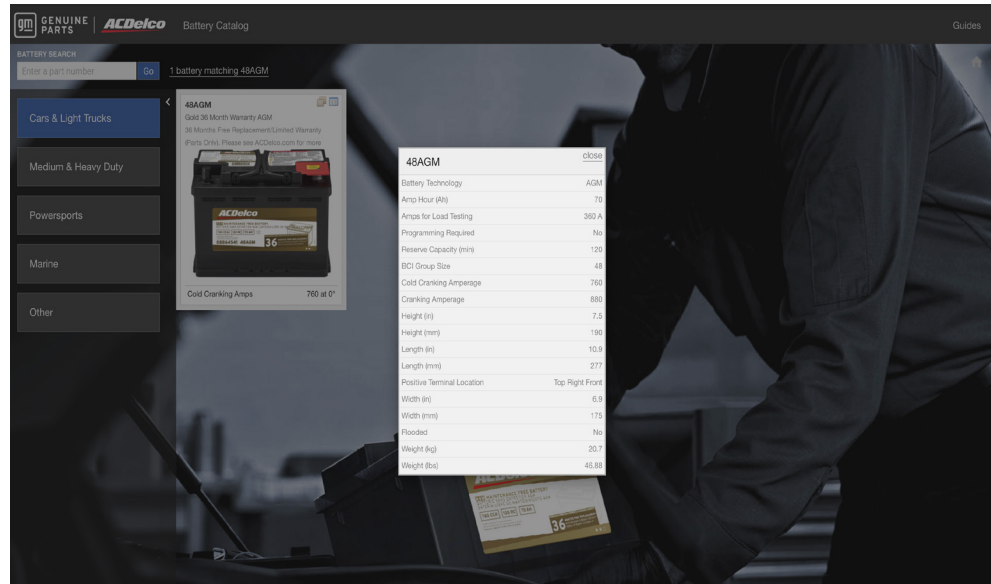 gm GENUINE PARTS ACDelco Battery Catalog Guides
BATTERY SEARCH
Enter a part number Go 1 battery matching 48AGM
Cars & Light Trucks
Medium & Heavy Duty
Powersports
Marine
Other
48AGM
Gold 36 Month Warranty AGM
36 Months Free Replacement/Limited Warranty
(Parts Only). Please see ACDelco.com for more
ACDelco
48AGM
36
Cold Cranking Amps 760 at 0°
48AGM close
Battery Technology AGM
Amp Hour (Ah) 70
Amps for Load Testing 360 A
Programming Required No
Reserve Capacity (min) 120
BCI Group Size 48
Cold Cranking Amperage 760
Cranking Amperage 880
Height (in) 7.5
Height (mm) 190
Length (in) 10.9
Length (mm) 277
Positive Terminal Location Top Right Front
Width (in) 6.9
Width (mm) 175
Flooded No
Weight (kg) 20.7
Weight (lbs) 46.88
ACDelco
MAINTENANCE FREE BATTERY
36